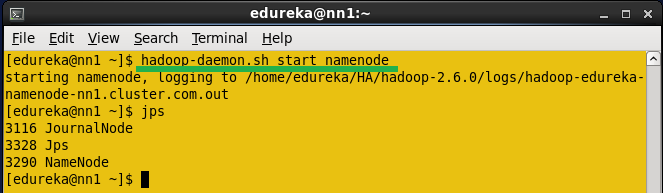 edureka@nn1:~
File Edit View Search Terminal Help
[edureka@nn1 ~]$ hadoop-daemon.sh start namenode
starting namenode, logging to /home/edureka/HA/hadoop-2.6.0/logs/hadoop-edureka-
namenode-nn1.cluster.com.out
[edureka@nn1 ~]$ jps
3116 JournalNode
3328 Jps
3290 NameNode
[edureka@nn1 ~]$